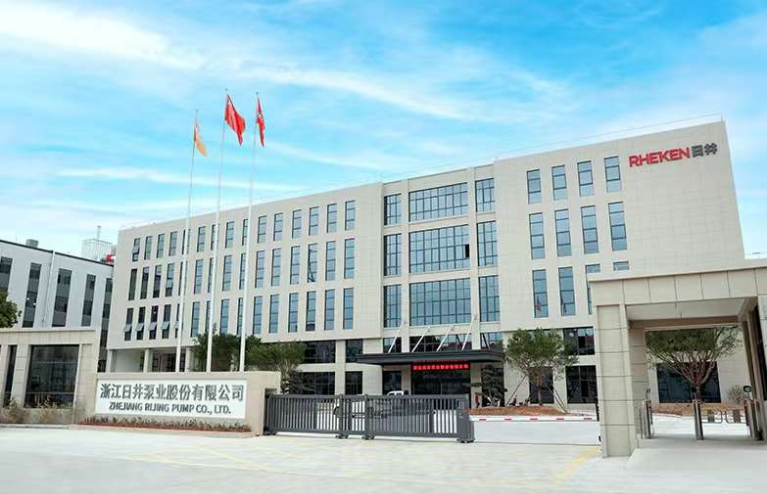 RHEKEN 日井
浙江日井泵业股份有限公司
ZHEJIANG RIJING PUMP CO., LTD.